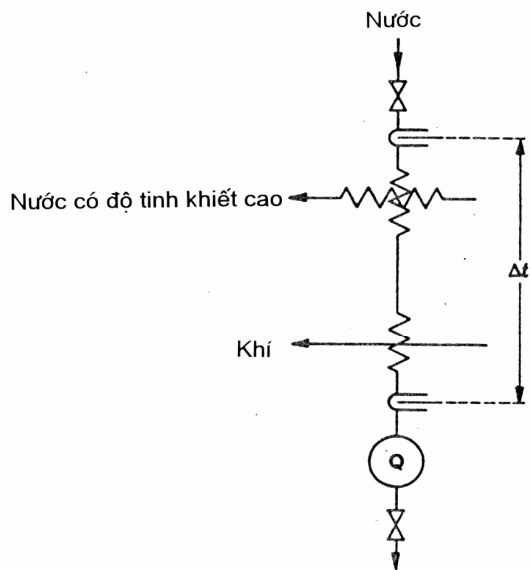 Nước
Nước có độ tinh khiết cao
Δt
Khí
Q